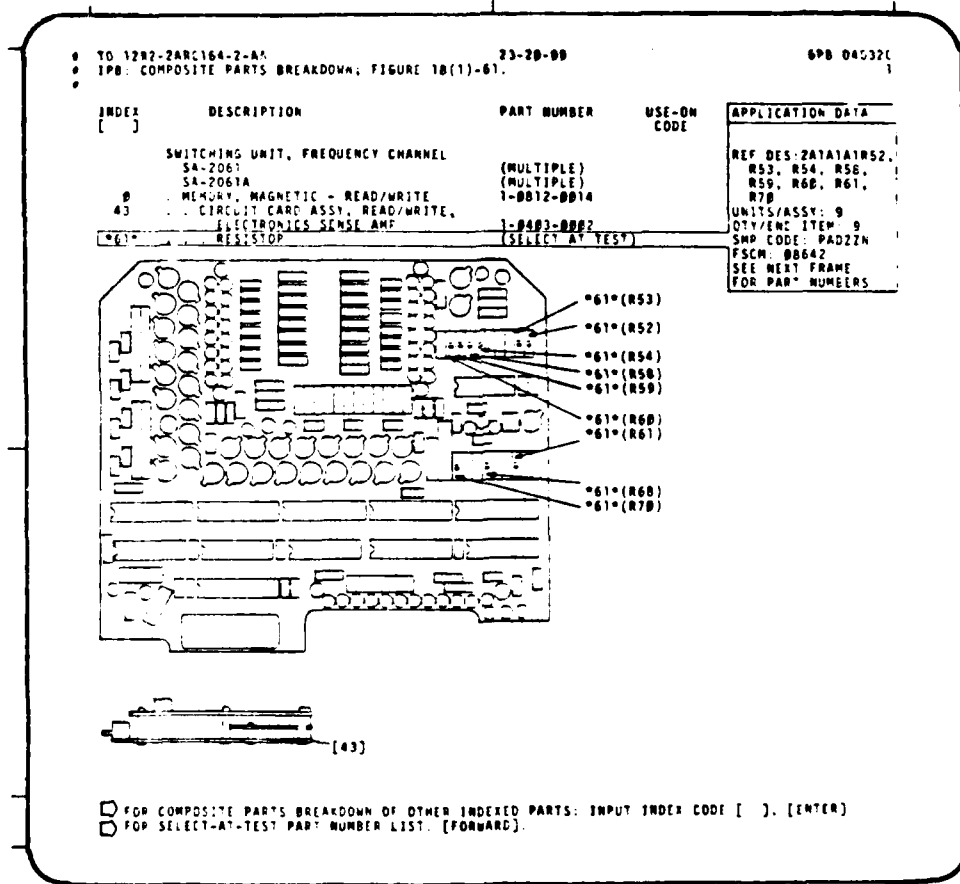 TO 12R2-2ARC164-2-AA 23-20-00 GPB 04032C
IPB: COMPOSITE PARTS BREAKDOWN; FIGURE 18(1)-61. 1
INDEX DESCRIPTION PART NUMBER USE-ON APPLICATION DATA
[ ] CODE
SWITCHING UNIT, FREQUENCY CHANNEL
SA-2061 (MULTIPLE)
SA-2061A (MULTIPLE)
0 . MEMORY, MAGNETIC - READ/WRITE 1-0812-0014
43 . . CIRCUIT CARD ASSY, READ/WRITE,
ELECTRONICS SENSE AMP 1-0403-0002
*61* . . . RESISTOR (SELECT AT TEST)
REF DES:2A1A1A1R52,
R53, R54, R58,
R59, R60, R61,
R70
UNITS/ASSY: 9
QTY/END ITEM: 9
SMR CODE: PADZZN
FSCM: 08642
SEE NEXT FRAME
FOR PART NUMBERS
*61*(R53)
*61*(R52)
*61*(R54)
*61*(R58)
*61*(R59)
*61*(R60)
*61*(R61)
*61*(R68)
*61*(R70)
[43]
FOR COMPOSITE PARTS BREAKDOWN OF OTHER INDEXED PARTS: INPUT INDEX CODE [ ], [ENTER]
FOR SELECT-AT-TEST PART NUMBER LIST. [FORWARD].